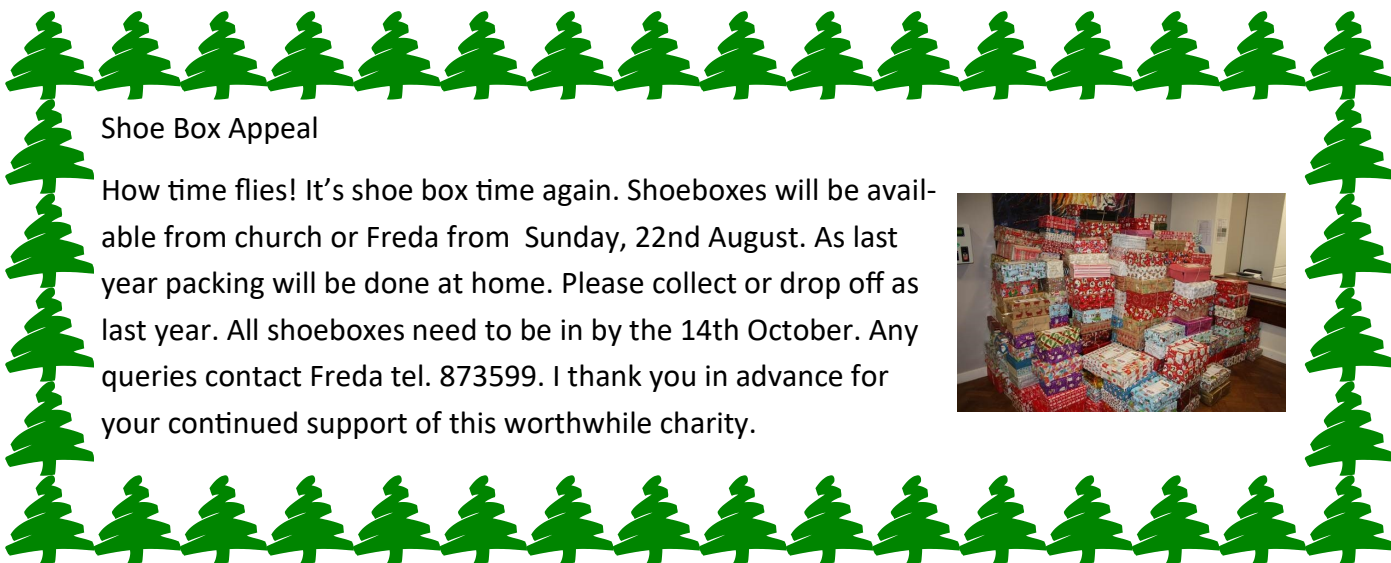 Shoe Box Appeal
How time flies! It’s shoe box time again. Shoeboxes will be avail-
able from church or Freda from  Sunday, 22nd August. As last
year packing will be done at home. Please collect or drop off as
last year. All shoeboxes need to be in by the 14th October. Any
queries contact Freda tel. 873599. I thank you in advance for
your continued support of this worthwhile charity.